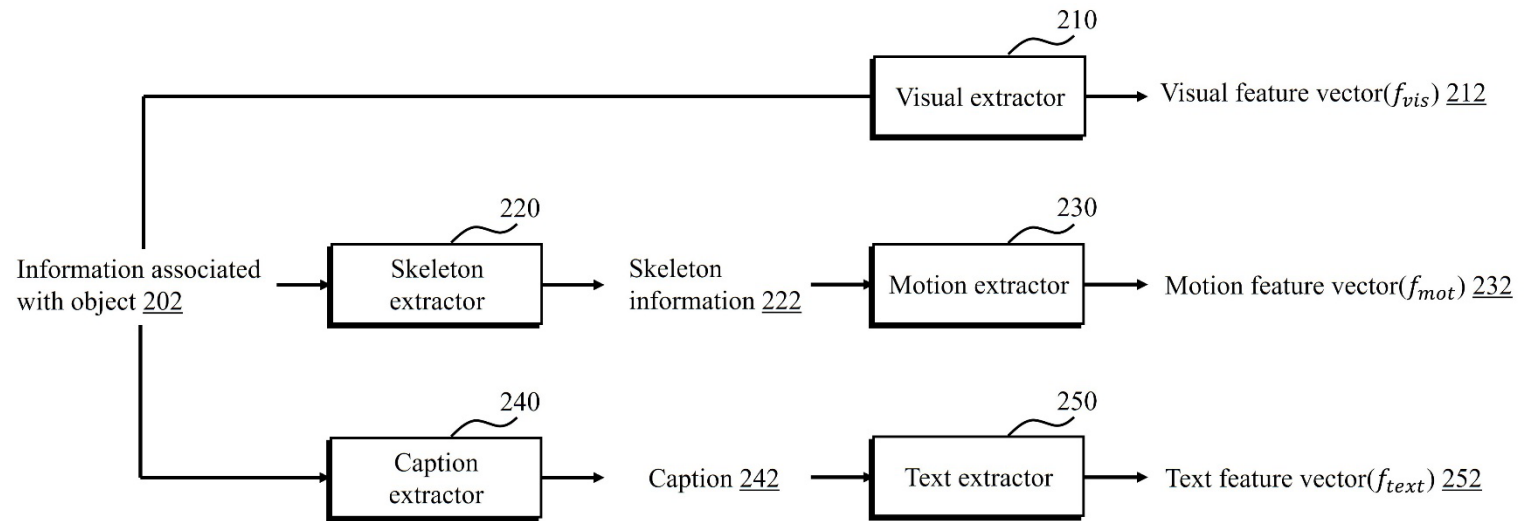 210
Visual extractor
Visual feature vector(f_vis) 212
220
230
Information associated
with object 202
Skeleton
extractor
Skeleton
information 222
Motion extractor
Motion feature vector(f_mot) 232
240
250
Caption
extractor
Caption 242
Text extractor
Text feature vector(f_text) 252